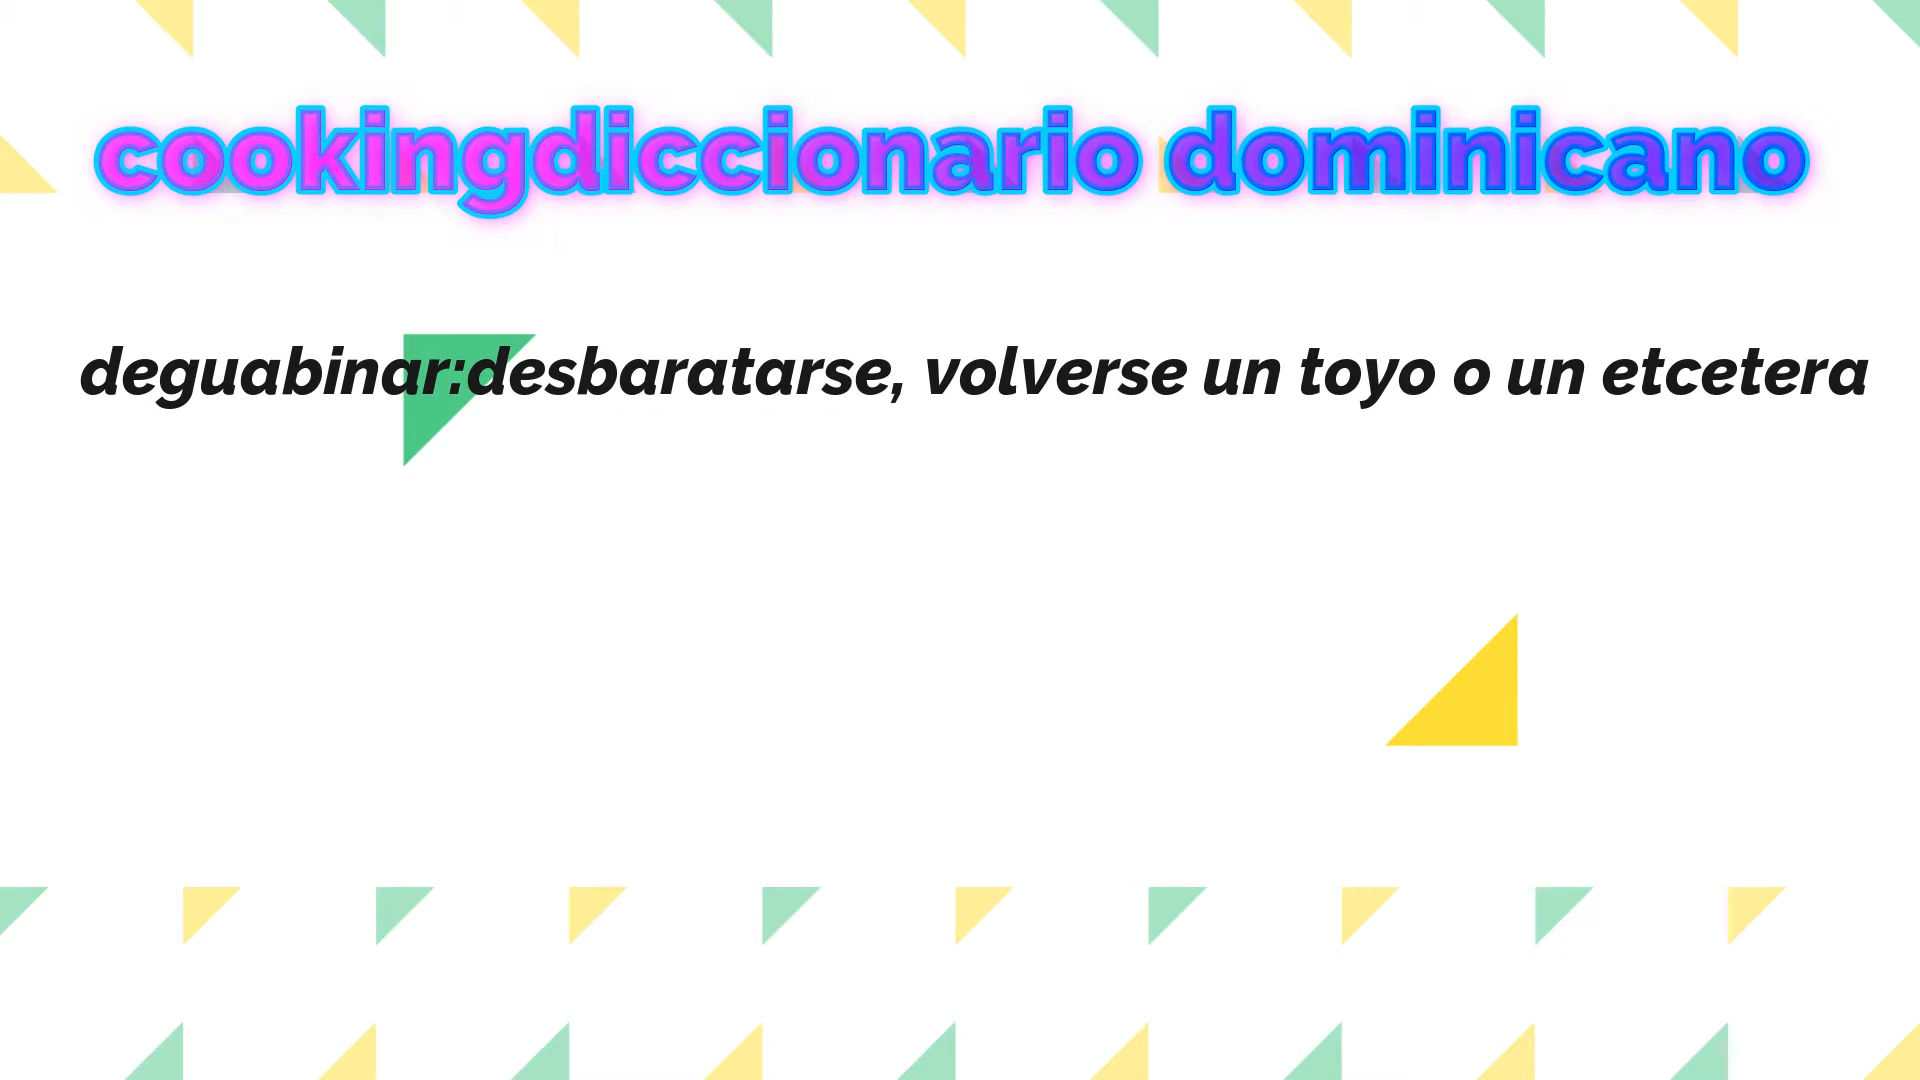 cookingdiccionario dominicano
deguabinar:desbaratarse, volverse un toyo o un etcetera